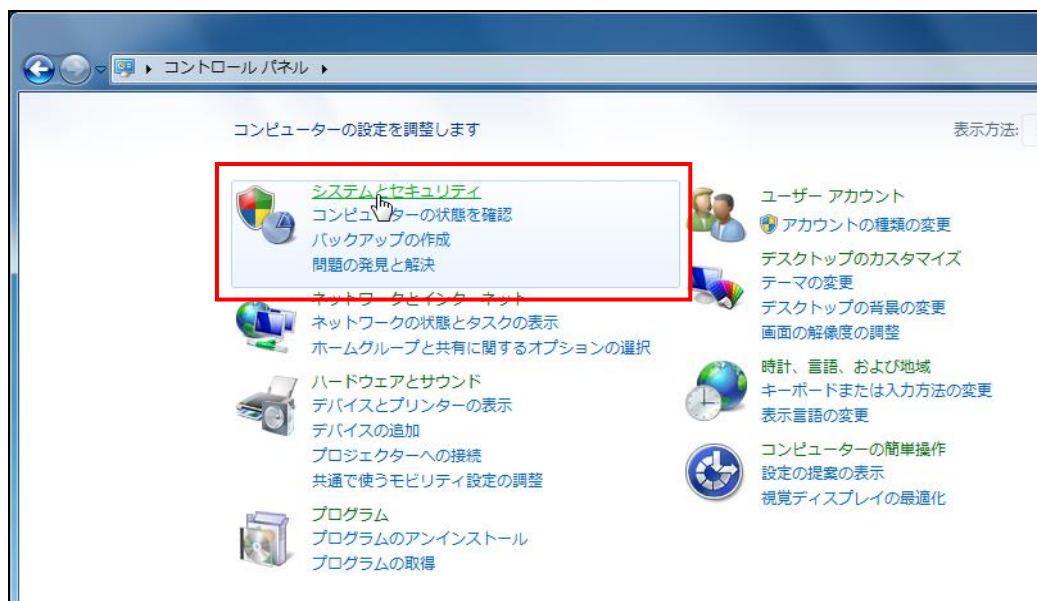 コントロール パネル
コンピューターの設定を調整します
表示方法:
システムとセキュリティ
コンピューターの状態を確認
バックアップの作成
問題の発見と解決
ネットワークとインターネット
ネットワークの状態とタスクの表示
ホームグループと共有に関するオプションの選択
ハードウェアとサウンド
デバイスとプリンターの表示
デバイスの追加
プロジェクターへの接続
共通で使うモビリティ設定の調整
プログラム
プログラムのアンインストール
プログラムの取得
ユーザー アカウント
アカウントの種類の変更
デスクトップのカスタマイズ
テーマの変更
デスクトップの背景の変更
画面の解像度の調整
時計、言語、および地域
キーボードまたは入力方法の変更
表示言語の変更
コンピューターの簡単操作
設定の提案の表示
視覚ディスプレイの最適化